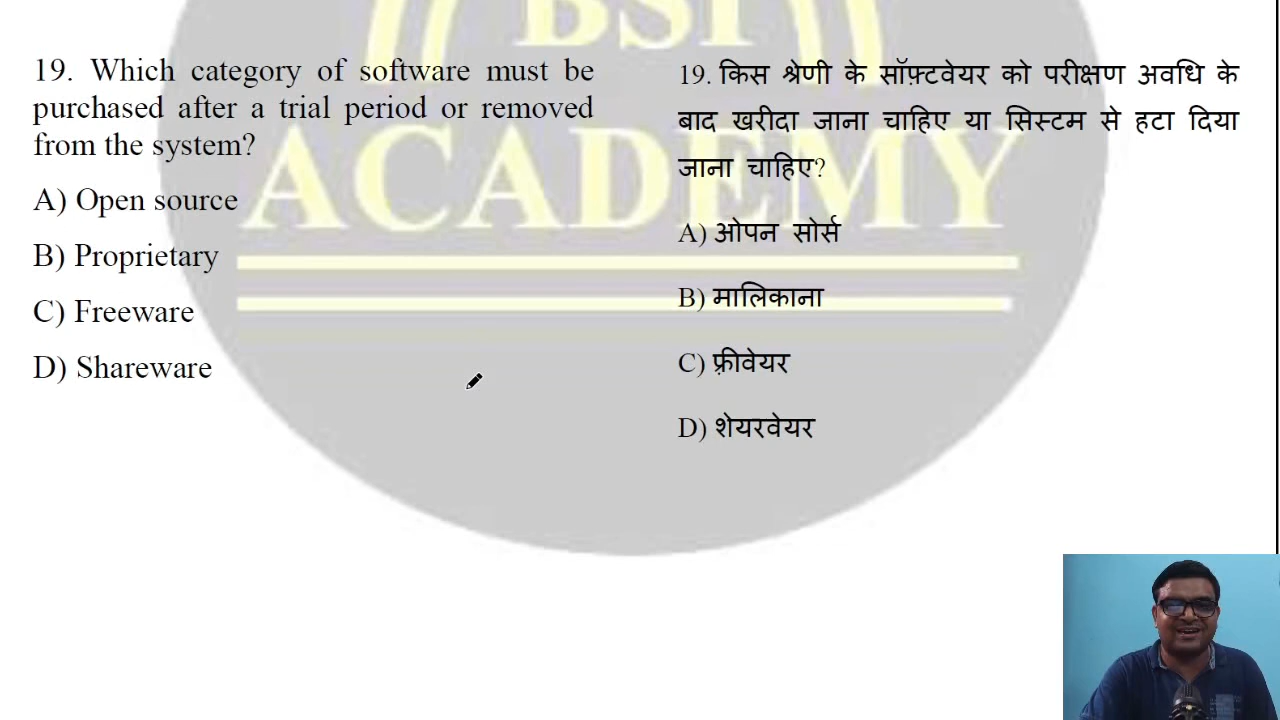 BSI
ACADEMY
19. Which category of software must be
purchased after a trial period or removed
from the system?
A) Open source
B) Proprietary
C) Freeware
D) Shareware
19. किस श्रेणी के सॉफ़्टवेयर को परीक्षण अवधि के
बाद खरीदा जाना चाहिए या सिस्टम से हटा दिया
जाना चाहिए?
A) ओपन सोर्स
B) मालिकाना
C) फ़्रीवेयर
D) शेयरवेयर